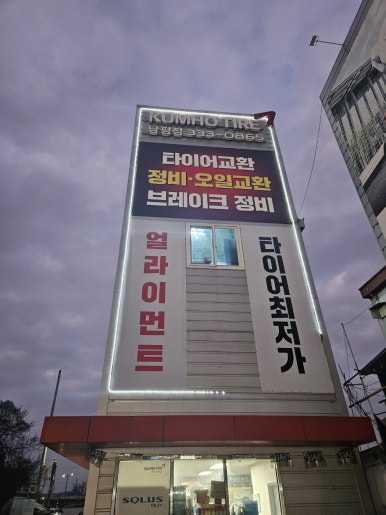 KUMHO TIRE
남평점 333-0865
타이어교환
정비·오일교환
브레이크 정비
얼라이먼트
타이어최저가
SOLUS